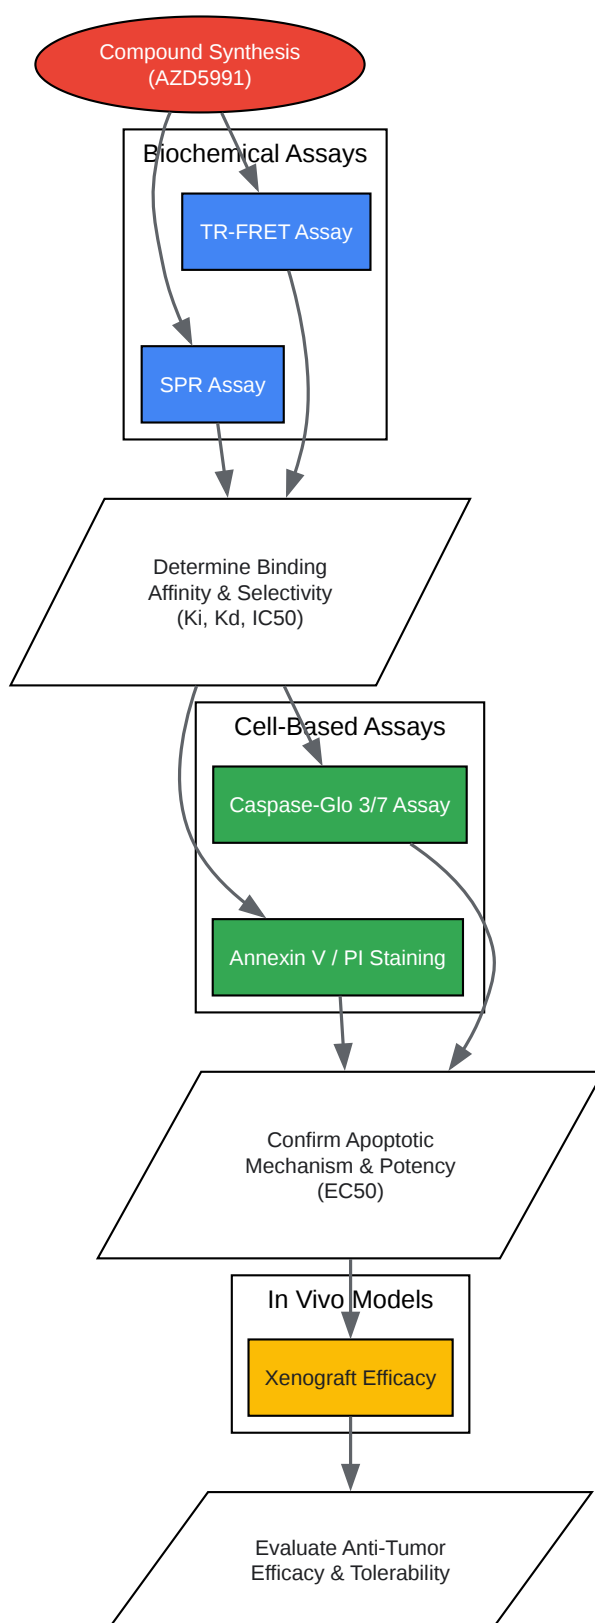 Compound Synthesis
(AZD5991)
Biochemical Assays
TR-FRET Assay
SPR Assay
Determine Binding
Affinity & Selectivity
(Ki, Kd, IC50)
Cell-Based Assays
Caspase-Glo 3/7 Assay
Annexin V / PI Staining
Confirm Apoptotic
Mechanism & Potency
(EC50)
In Vivo Models
Xenograft Efficacy
Evaluate Anti-Tumor
Efficacy & Tolerability